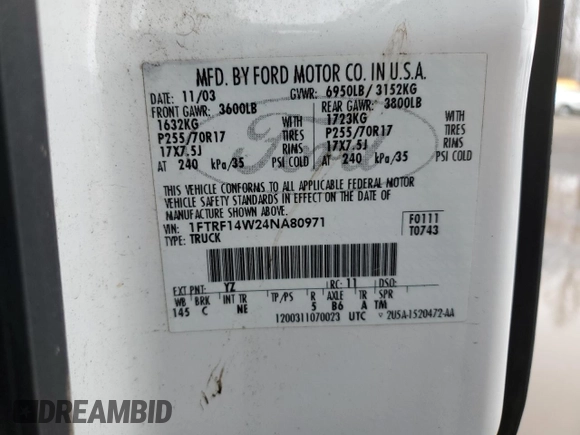 MFD. BY FORD MOTOR CO. IN U.S.A.
DATE: 11/03 GVWR: 6950LB/ 3152KG
FRONT GAWR: 3600LB REAR GAWR: 3800LB
1632KG WITH 1723KG WITH
P255/70R17 TIRES P255/70R17 TIRES
17X7.5J RIMS 17X7.5J RIMS
AT 240 kPa/35 PSI COLD AT 240 kPa/35 PSI COLD
Ford
THIS VEHICLE CONFORMS TO ALL APPLICABLE FEDERAL MOTOR
VEHICLE SAFETY STANDARDS IN EFFECT ON THE DATE OF
MANUFACTURE SHOWN ABOVE.
VIN: 1FTRF14W24NA80971 F0111
TYPE: TRUCK T0743
EXT PNT: YZ RC: 11 DSO:
WB BRK INT TR TP/PS R AXLE TR SPR
145 C NE 5 B6 A TM
1200311070023 UTC 2U5A-1520472-AA
DREAMBID